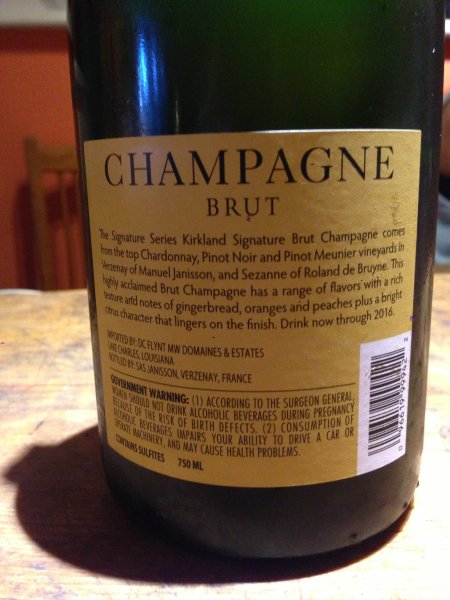 CHAMPAGNE
BRUT
The Signature Series Kirkland Signature Brut Champagne comes
from the top Chardonnay, Pinot Noir and Pinot Meunier vineyards in
Verzenay of Manuel Janisson, and Sezanne of Roland de Bruyne. This
highly acclaimed Brut Champagne has a range of flavors with a rich
texture and notes of gingerbread, oranges and peaches plus a bright
citrus character that lingers on the finish. Drink now through 2016.
IMPORTED BY: DC FLYNT MW DOMAINES & ESTATES
LAKE CHARLES, LOUISIANA
BOTTLED BY: SAS JANISSON, VERZENAY, FRANCE
GOVERNMENT WARNING: (1) ACCORDING TO THE SURGEON GENERAL,
WOMEN SHOULD NOT DRINK ALCOHOLIC BEVERAGES DURING PREGNANCY
BECAUSE OF THE RISK OF BIRTH DEFECTS. (2) CONSUMPTION OF
ALCOHOLIC BEVERAGES IMPAIRS YOUR ABILITY TO DRIVE A CAR OR
OPERATE MACHINERY, AND MAY CAUSE HEALTH PROBLEMS.
CONTAINS SULFITES 750 ML